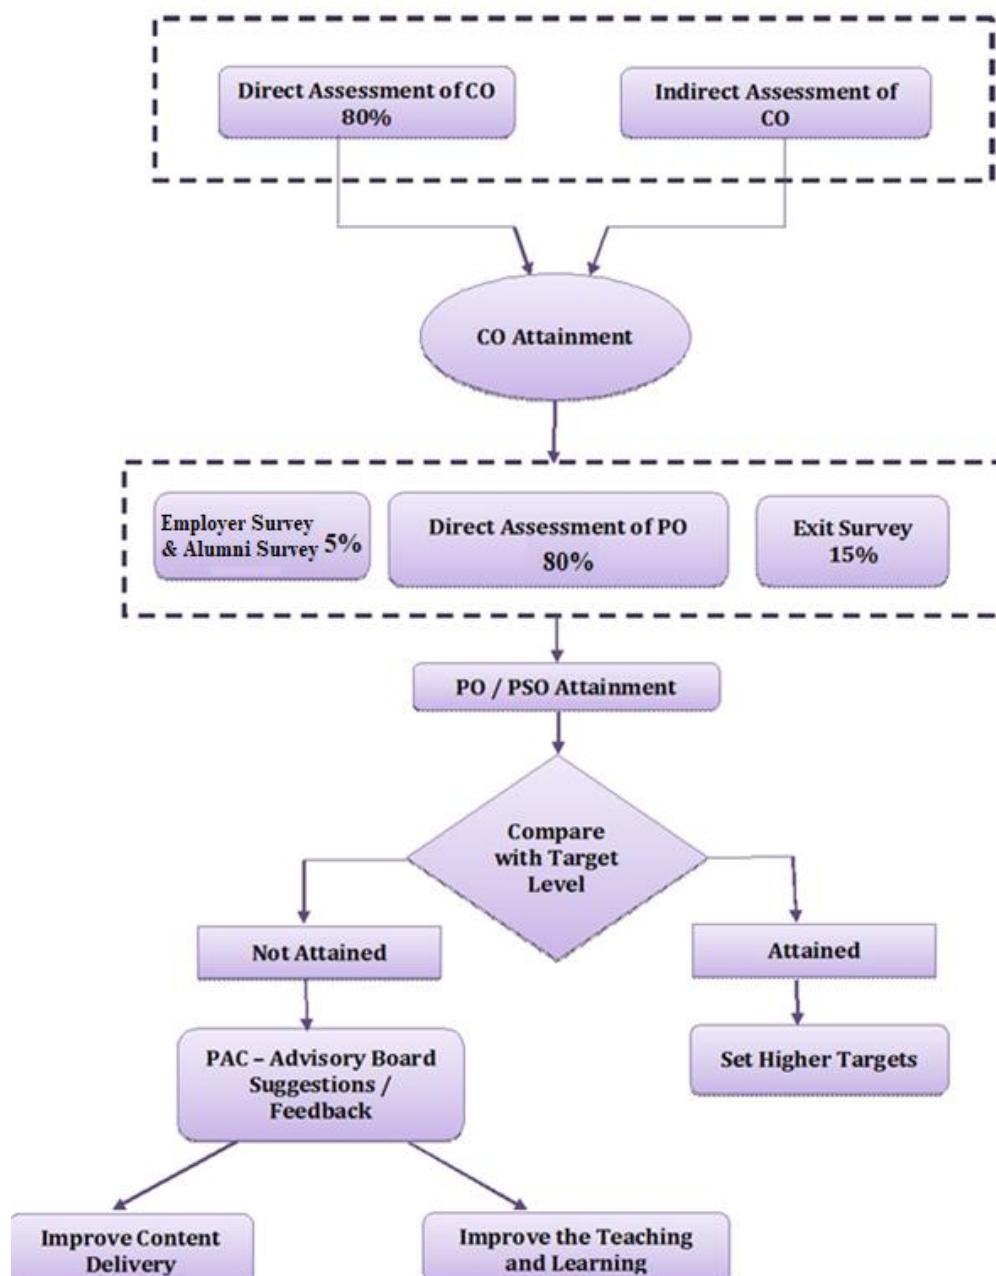 Direct Assessment of CO
80%
Indirect Assessment of
CO
CO Attainment
Employer Survey
& Alumni Survey 5%
Direct Assessment of PO
80%
Exit Survey
15%
PO / PSO Attainment
Compare
with Target
Level
Not Attained
Attained
PAC – Advisory Board
Suggestions /
Feedback
Set Higher Targets
Improve Content
Delivery
Improve the Teaching
and Learning